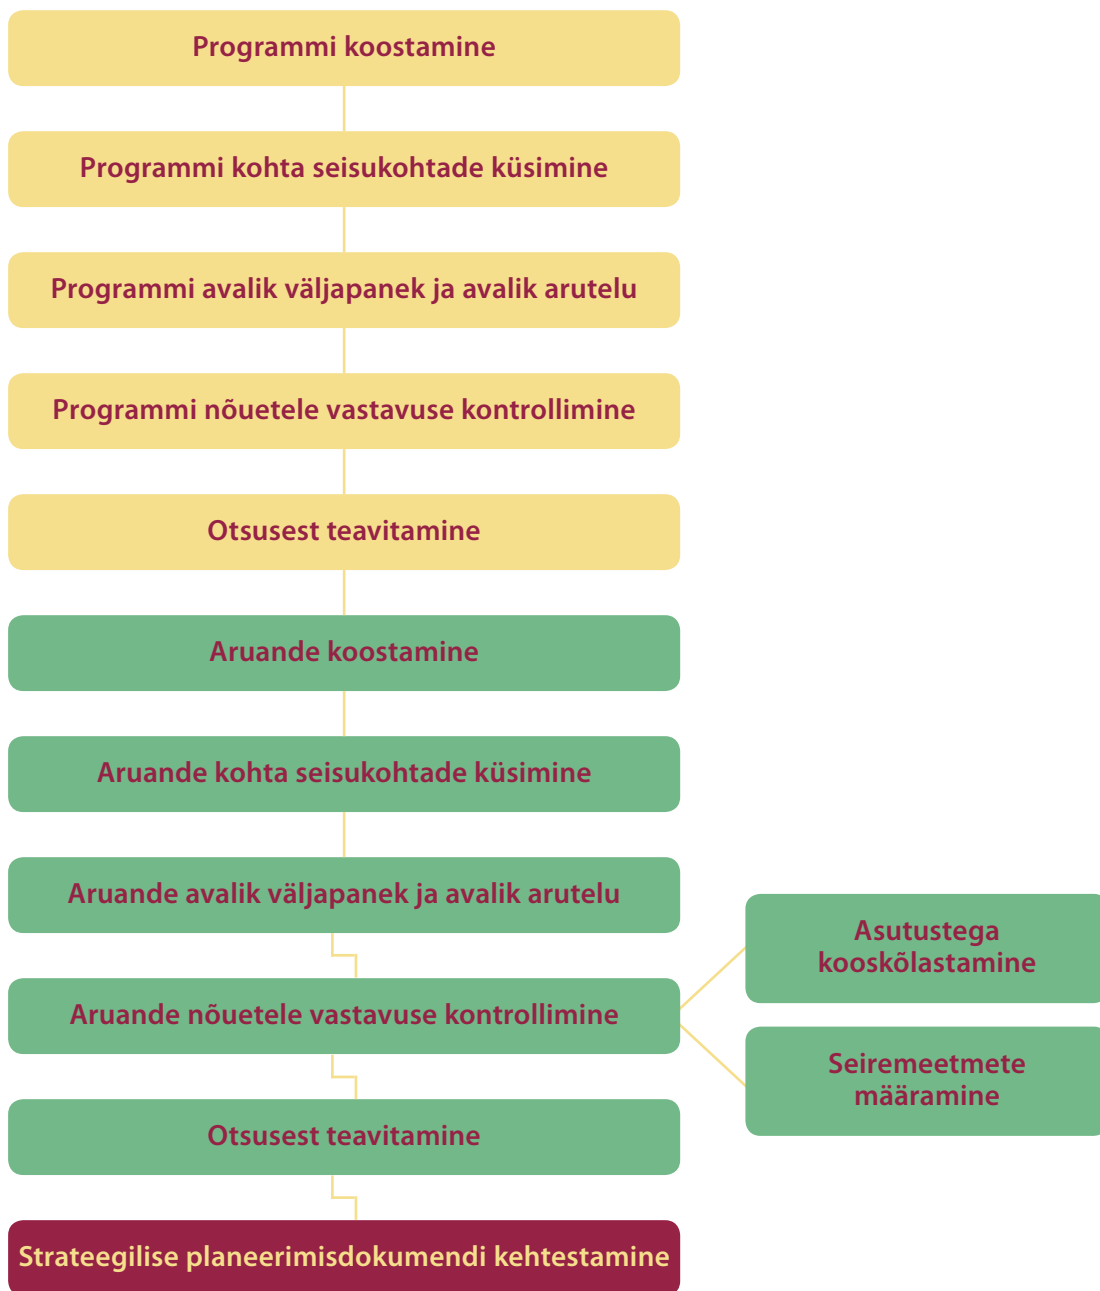 Programmi koostamine
Programmi kohta seisukohtade küsimine
Programmi avalik väljapanek ja avalik arutelu
Programmi nõuetele vastavuse kontrollimine
Otsusest teavitamine
Aruande koostamine
Aruande kohta seisukohtade küsimine
Aruande avalik väljapanek ja avalik arutelu
Aruande nõuetele vastavuse kontrollimine
Asutustega
kooskõlastamine
Seiremeetmete
määramine
Otsusest teavitamine
Strateegilise planeerimisdokumendi kehtestamine